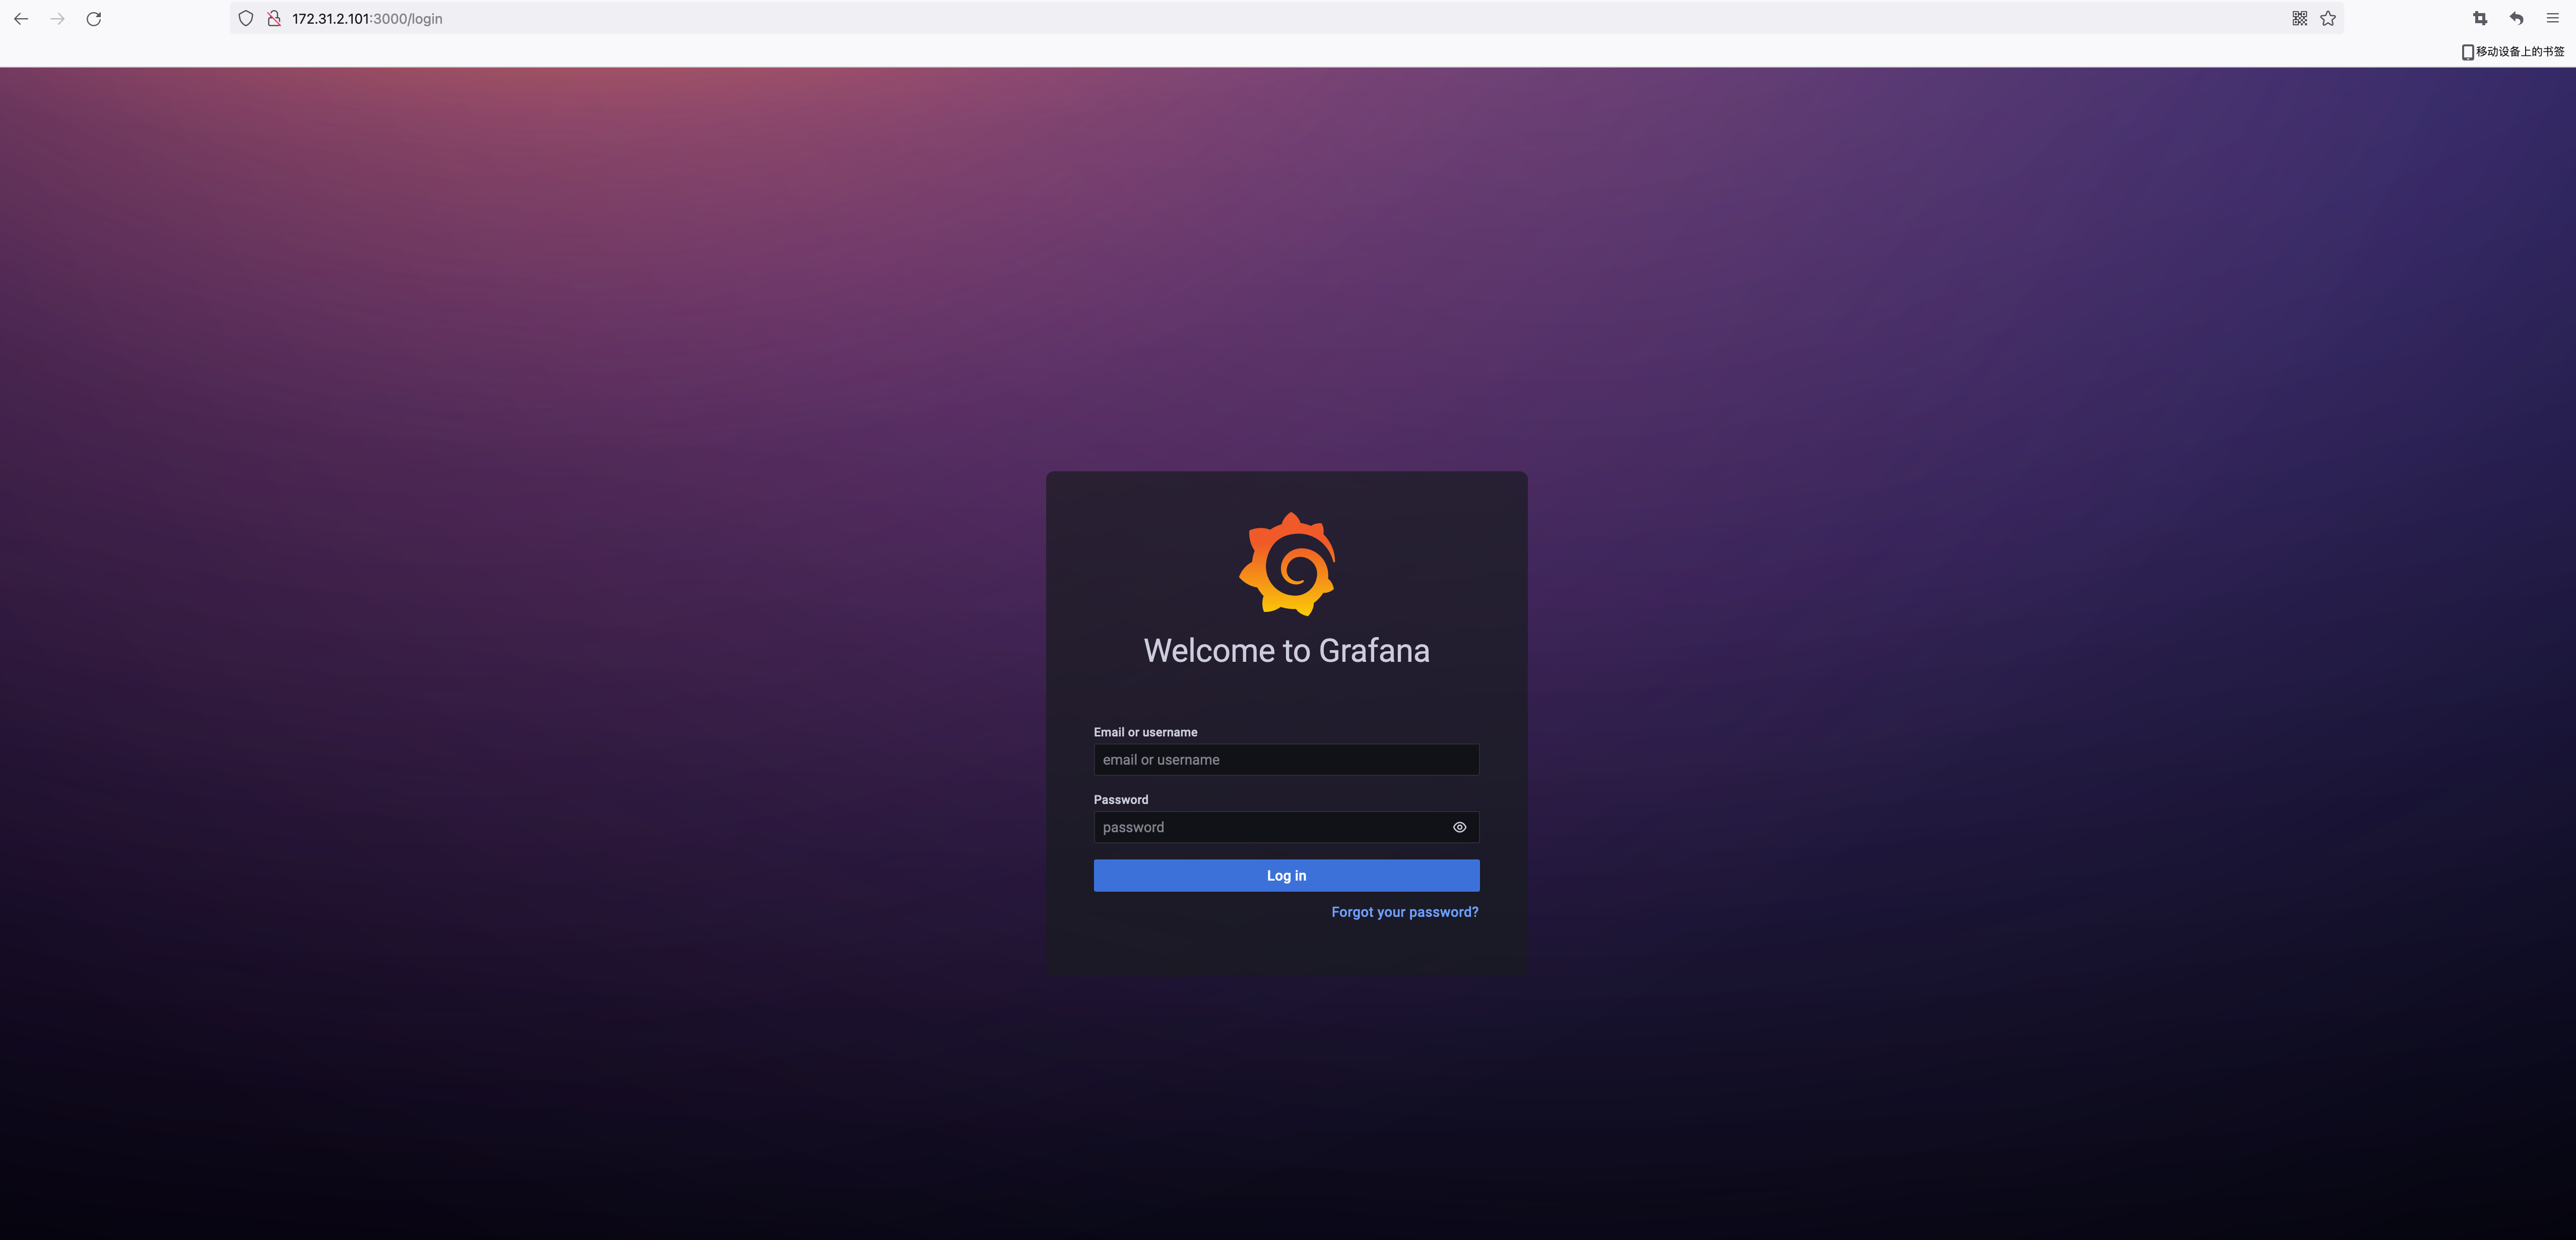 172.31.2.101:3000/login
移动设备上的书签
Welcome to Grafana
Email or username
email or username
Password
password
Log in
Forgot your password?